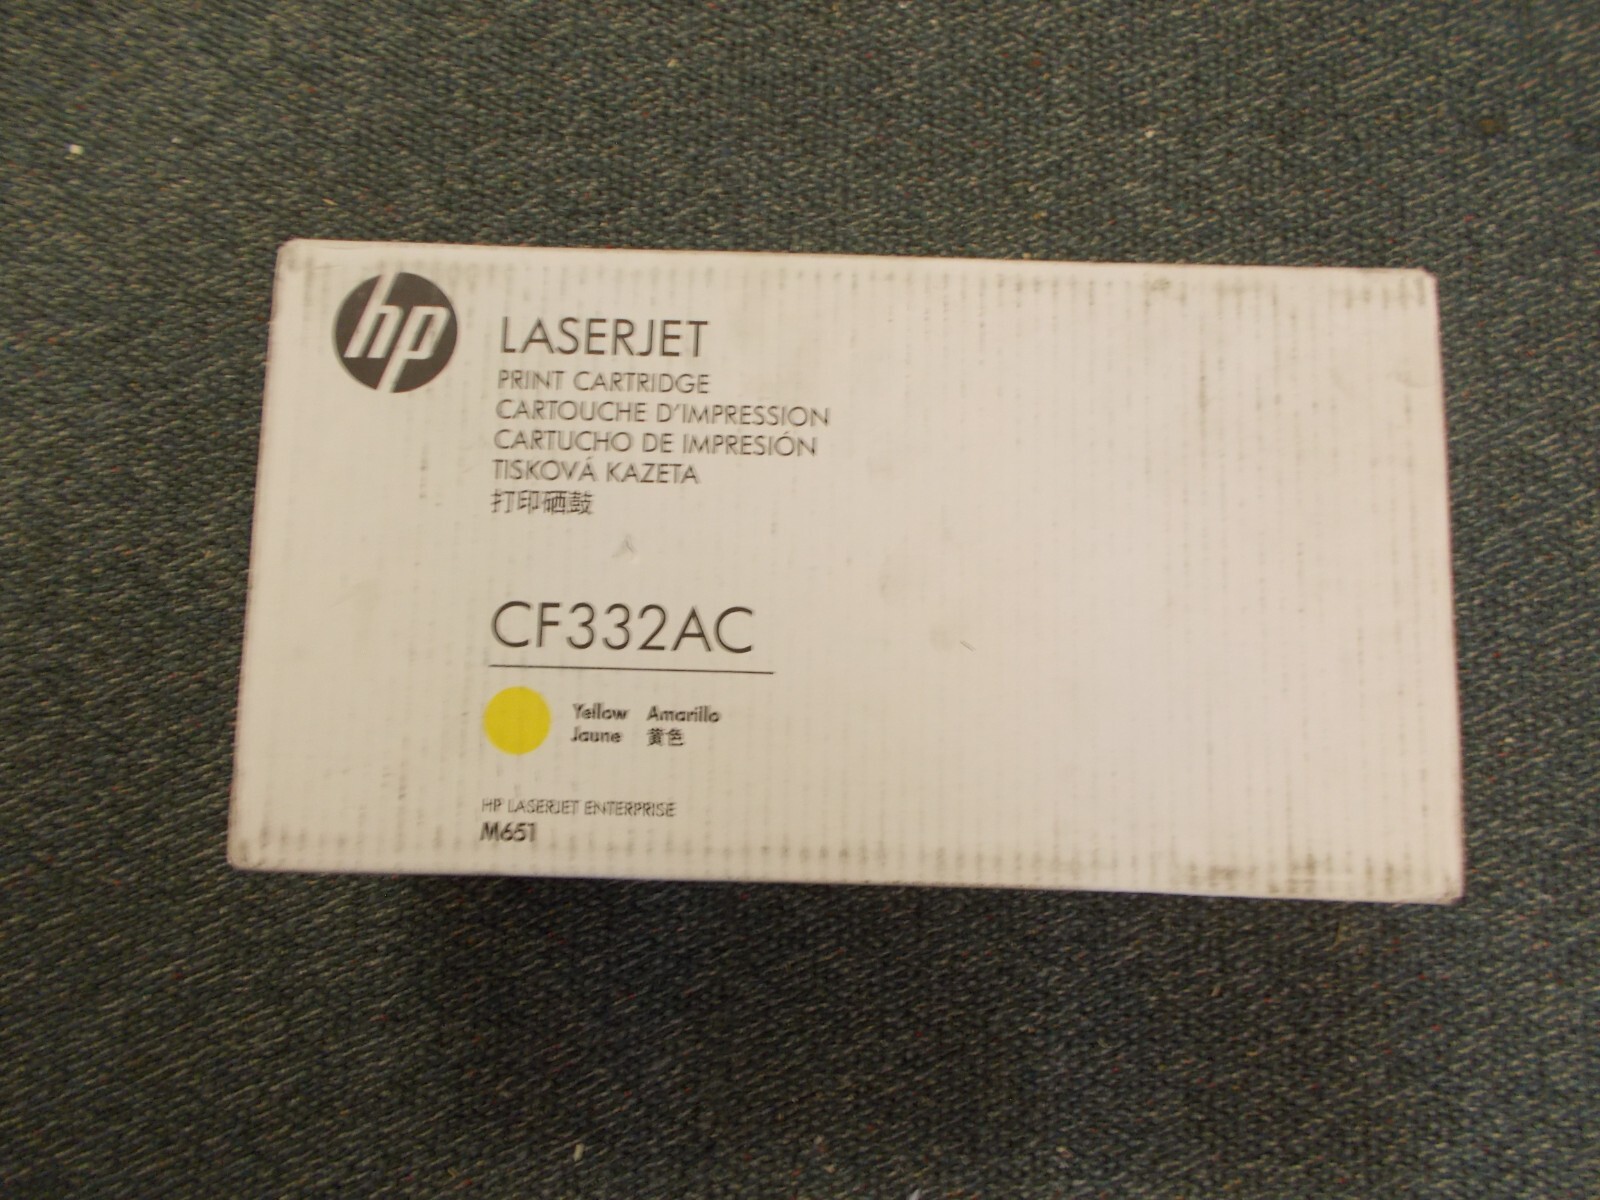 hp
LASERJET
PRINT CARTRIDGE
CARTOUCHE D'IMPRESSION
CARTUCHO DE IMPRESIÓN
TISKOVÁ KAZETA
打印硒鼓
CF332AC
Yellow Amarillo
Jaune 黄色
HP LASERJET ENTERPRISE
M651